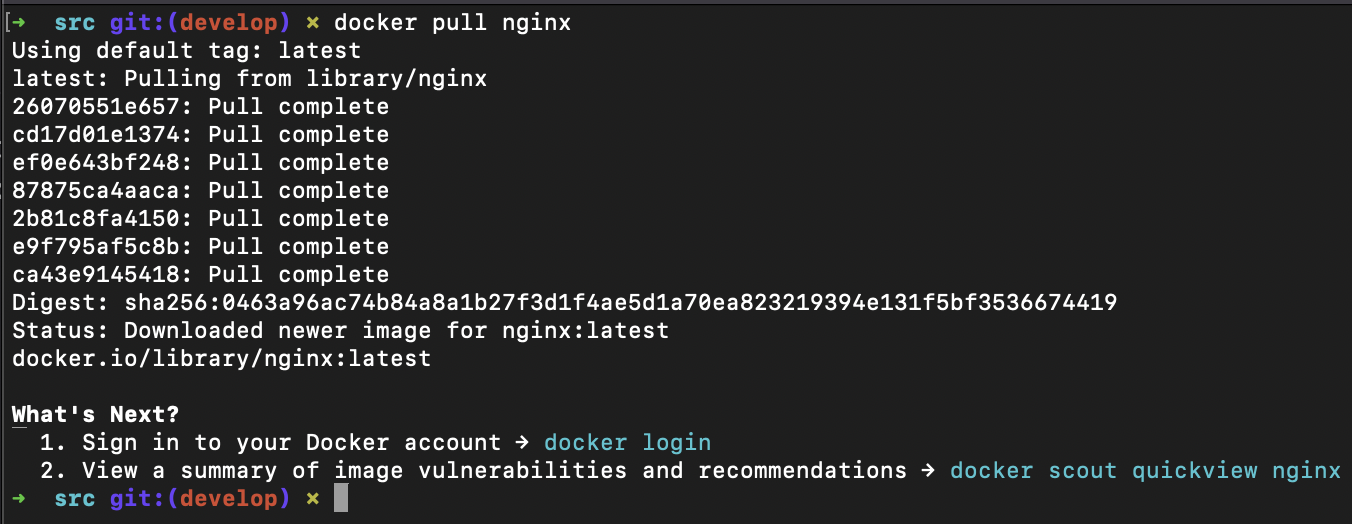 [➜  src git:(develop) ✗ docker pull nginx
Using default tag: latest
latest: Pulling from library/nginx
26070551e657: Pull complete
cd17d01e1374: Pull complete
ef0e643bf248: Pull complete
87875ca4aaca: Pull complete
2b81c8fa4150: Pull complete
e9f795af5c8b: Pull complete
ca43e9145418: Pull complete
Digest: sha256:0463a96ac74b84a8a1b27f3d1f4ae5d1a70ea823219394e131f5bf3536674419
Status: Downloaded newer image for nginx:latest
docker.io/library/nginx:latest

What's Next?
  1. Sign in to your Docker account → docker login
  2. View a summary of image vulnerabilities and recommendations → docker scout quickview nginx
➜  src git:(develop) ✗